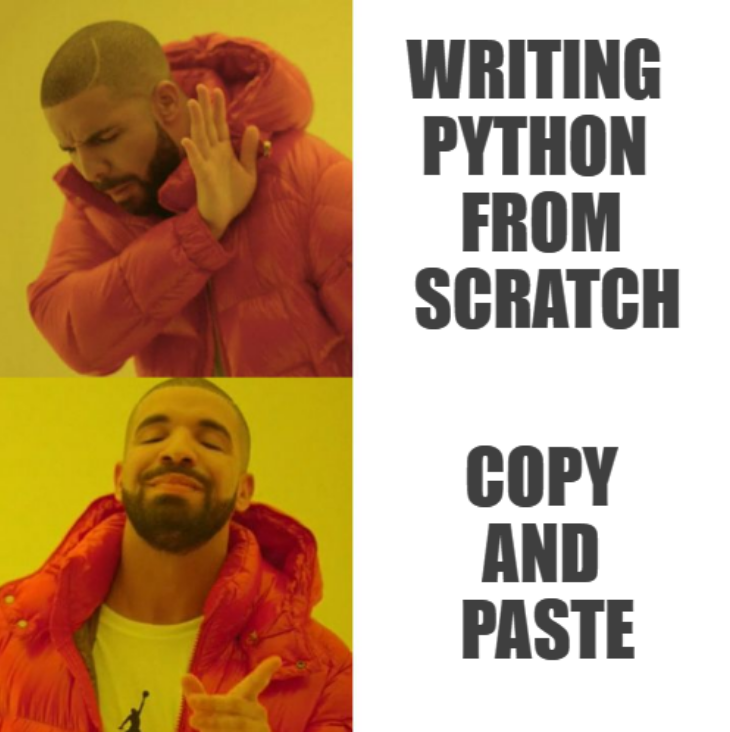 WRITING
PYTHON
FROM
SCRATCH
COPY
AND
PASTE